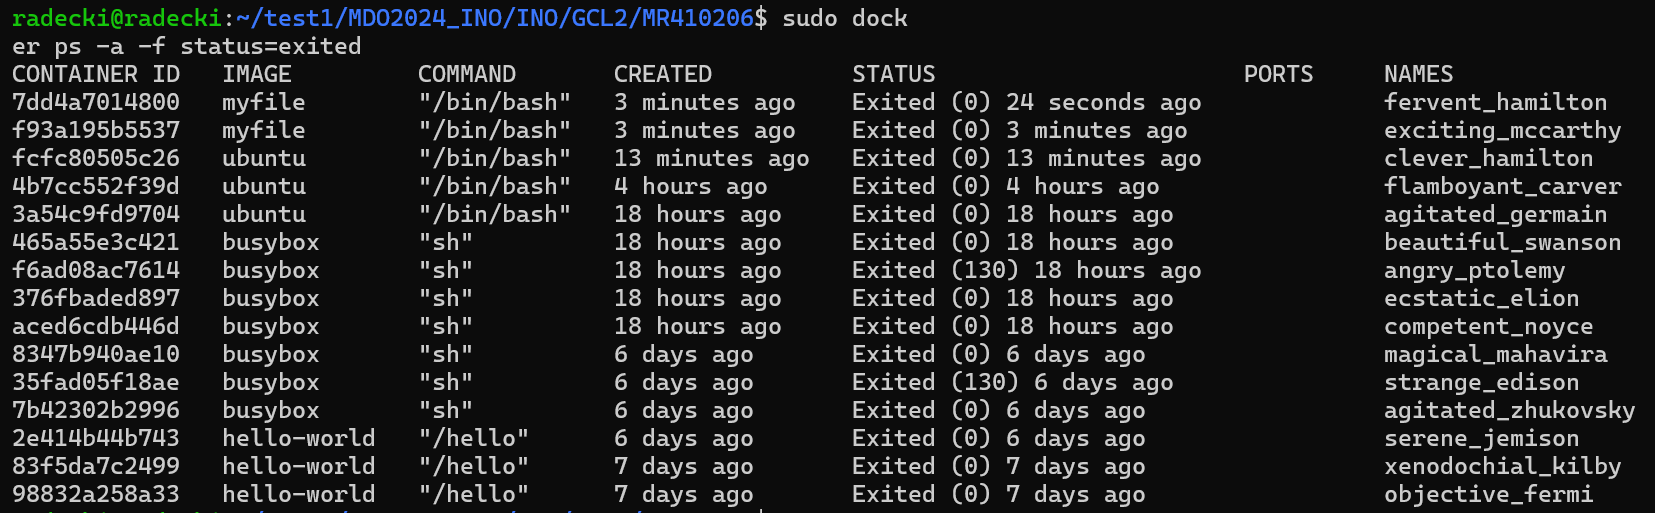 radecki@radecki:~/test1/MDO2024_INO/INO/GCL2/MR410206$ sudo dock
er ps -a -f status=exited
CONTAINER ID   IMAGE         COMMAND       CREATED          STATUS                      PORTS     NAMES
7dd4a7014800   myfile        "/bin/bash"   3 minutes ago    Exited (0) 24 seconds ago             fervent_hamilton
f93a195b5537   myfile        "/bin/bash"   3 minutes ago    Exited (0) 3 minutes ago              exciting_mccarthy
fcfc80505c26   ubuntu        "/bin/bash"   13 minutes ago   Exited (0) 13 minutes ago             clever_hamilton
4b7cc552f39d   ubuntu        "/bin/bash"   4 hours ago      Exited (0) 4 hours ago                flamboyant_carver
3a54c9fd9704   ubuntu        "/bin/bash"   18 hours ago     Exited (0) 18 hours ago               agitated_germain
465a55e3c421   busybox       "sh"          18 hours ago     Exited (0) 18 hours ago               beautiful_swanson
f6ad08ac7614   busybox       "sh"          18 hours ago     Exited (130) 18 hours ago             angry_ptolemy
376fbaded897   busybox       "sh"          18 hours ago     Exited (0) 18 hours ago               ecstatic_elion
aced6cdb446d   busybox       "sh"          18 hours ago     Exited (0) 18 hours ago               competent_noyce
8347b940ae10   busybox       "sh"          6 days ago       Exited (0) 6 days ago                 magical_mahavira
35fad05f18ae   busybox       "sh"          6 days ago       Exited (130) 6 days ago               strange_edison
7b42302b2996   busybox       "sh"          6 days ago       Exited (0) 6 days ago                 agitated_zhukovsky
2e414b44b743   hello-world   "/hello"      6 days ago       Exited (0) 6 days ago                 serene_jemison
83f5da7c2499   hello-world   "/hello"      7 days ago       Exited (0) 7 days ago                 xenodochial_kilby
98832a258a33   hello-world   "/hello"      7 days ago       Exited (0) 7 days ago                 objective_fermi